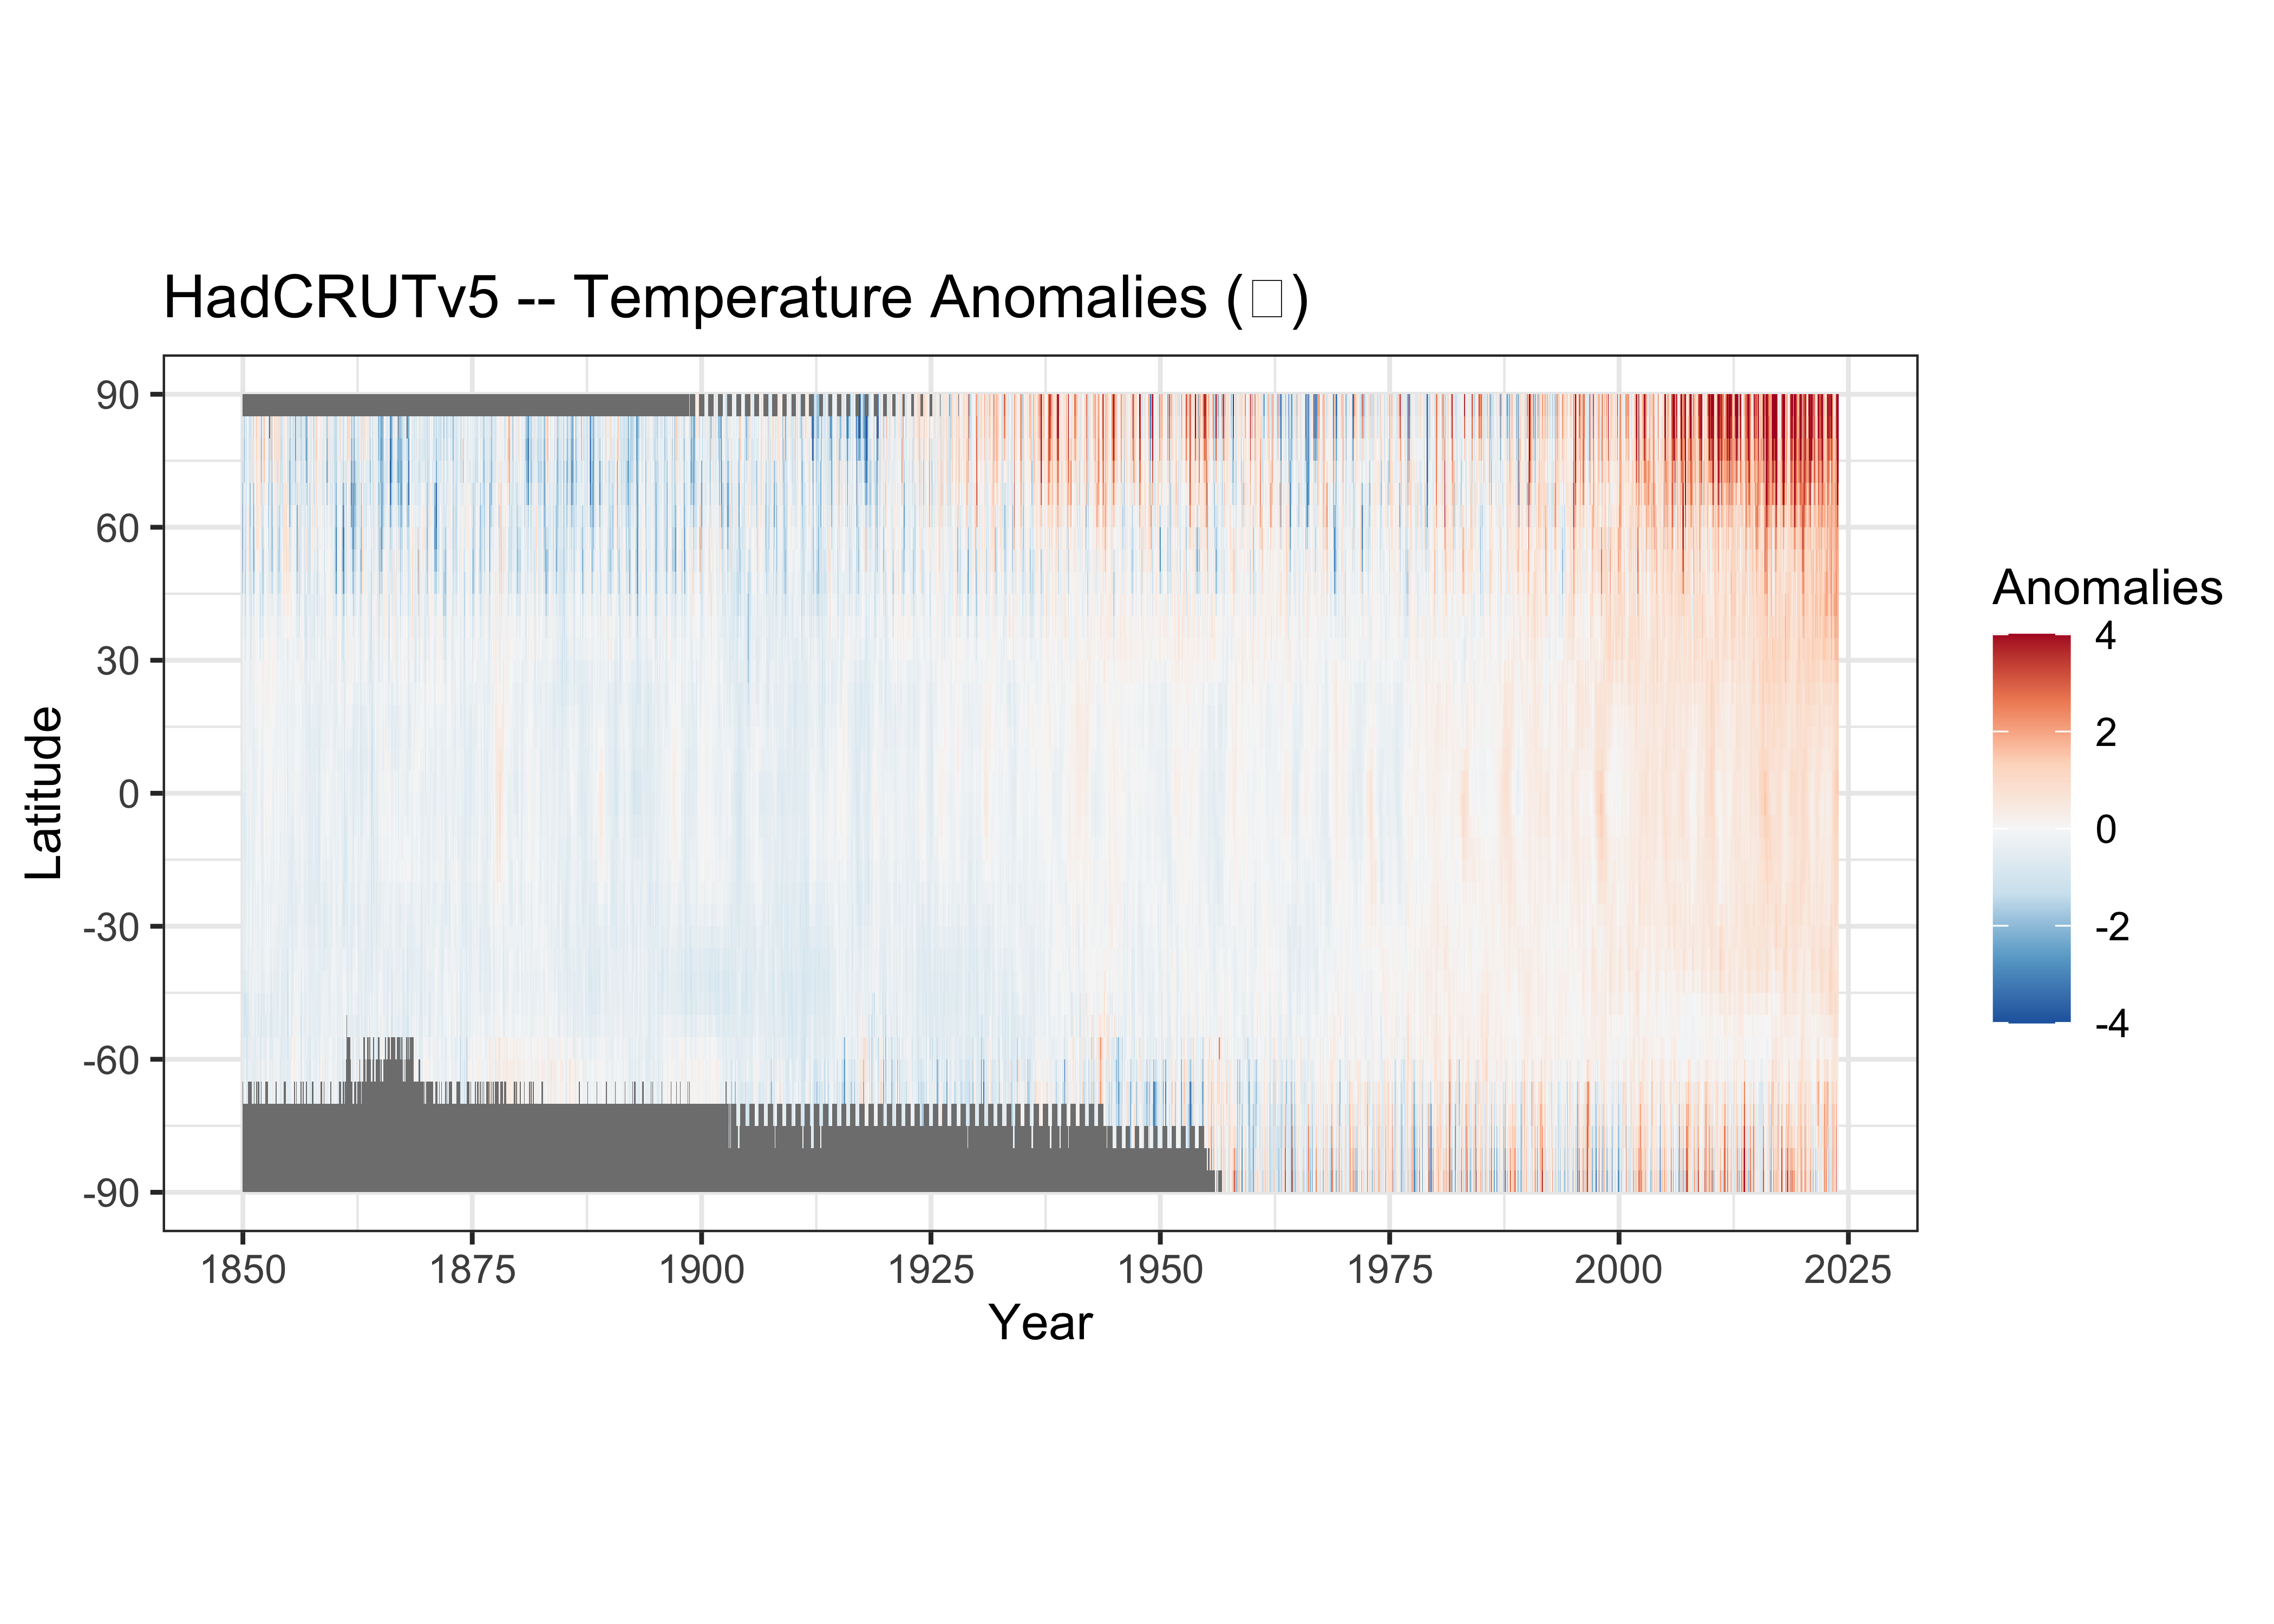 HadCRUTv5 -- Temperature Anomalies (□)
90
60
30
0
-30
-60
-90
Latitude
1850 1875 1900 1925 1950 1975 2000 2025
Year
Anomalies
4
2
0
-2
-4